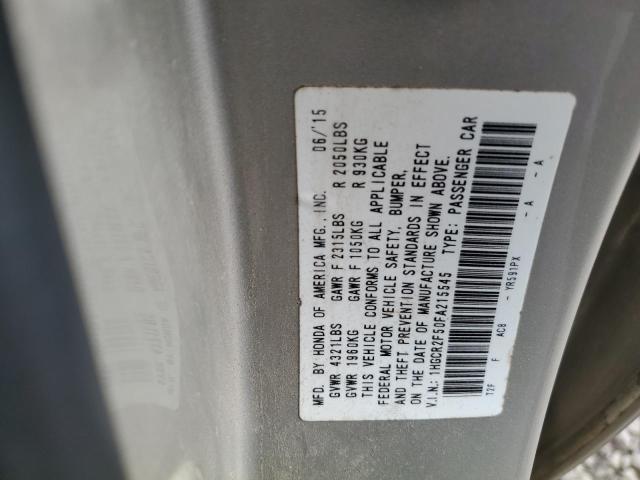 MFD. BY HONDA OF AMERICA MFG., INC. 06/'15
GVWR 4321LBS GAWR F 2315LBS R 2050LBS
GVWR 1960KG GAWR F 1050KG R 930KG
THIS VEHICLE CONFORMS TO ALL APPLICABLE
FEDERAL MOTOR VEHICLE SAFETY, BUMPER,
AND THEFT PREVENTION STANDARDS IN EFFECT
ON THE DATE OF MANUFACTURE SHOWN ABOVE.
V.I.N.: 1HGCR2F50FA215545 TYPE: PASSENGER CAR
T2F F AC8 - YR591PX - A - A